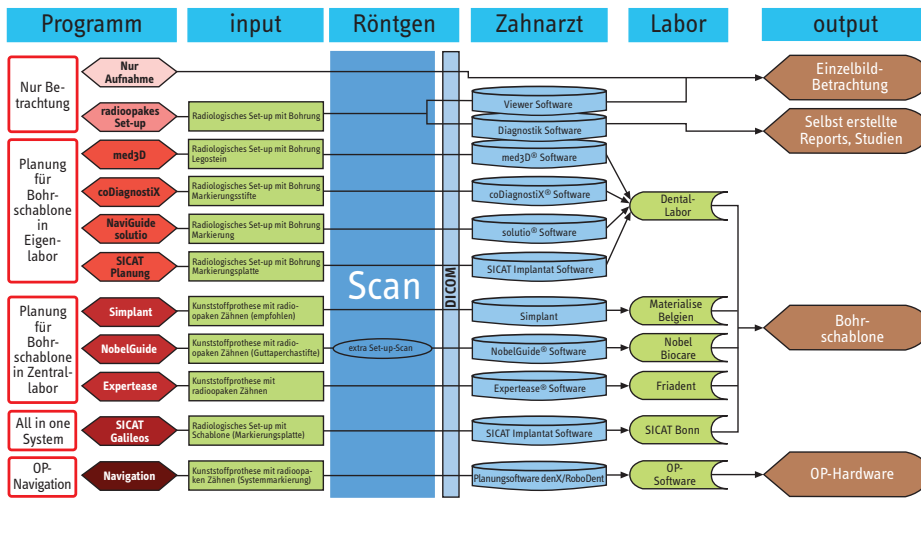 Programm
input
Röntgen
Zahnarzt
Labor
output
Nur Be-
trachtung
Nur
Aufnahme
Einzelbild-
Betrachtung
radioopakes
Set-up
Radiologisches Set-up mit Bohrung
Viewer Software
Diagnostik Software
Selbst erstellte
Reports, Studien
Planung
für
Bohr-
schablone
in
Eigen-
labor
med3D
Radiologisches Set-up mit Bohrung
Legostein
med3D® Software
coDiagnostiX
Radiologisches Set-up mit Bohrung
Markierungsstifte
coDiagnostiX® Software
NaviGuide
solutio
Radiologisches Set-up mit Bohrung
Markierung
solutio® Software
SICAT
Planung
Radiologisches Set-up mit Bohrung
Markierungsplatte
SICAT Implantat Software
Dental-
Labor
Scan
DICOM
Planung
für
Bohr-
schablone
in Zentral-
labor
Simplant
Kunststoffprothese mit radio-
opaken Zähnen (empfohlen)
Simplant
Materialise
Belgien
NobelGuide
Kunststoffprothese mit radio-
opaken Zähnen (Guttaperchastifte)
extra Set-up-Scan
NobelGuide® Software
Nobel
Biocare
Expertease
Kunststoffprothese mit
radioopaken Zähnen
Expertease® Software
Friadent
Bohr-
schablone
All in one
System
SICAT
Galileos
Radiologisches Set-up mit
Schablone (Markierungsplatte)
SICAT Implantat Software
SICAT Bonn
OP-
Navigation
Navigation
Kunststoffprothese mit radioopa-
ken Zähnen (Systemmarkierung)
Planungsoftware denX/RoboDent
OP-
Software
OP-Hardware